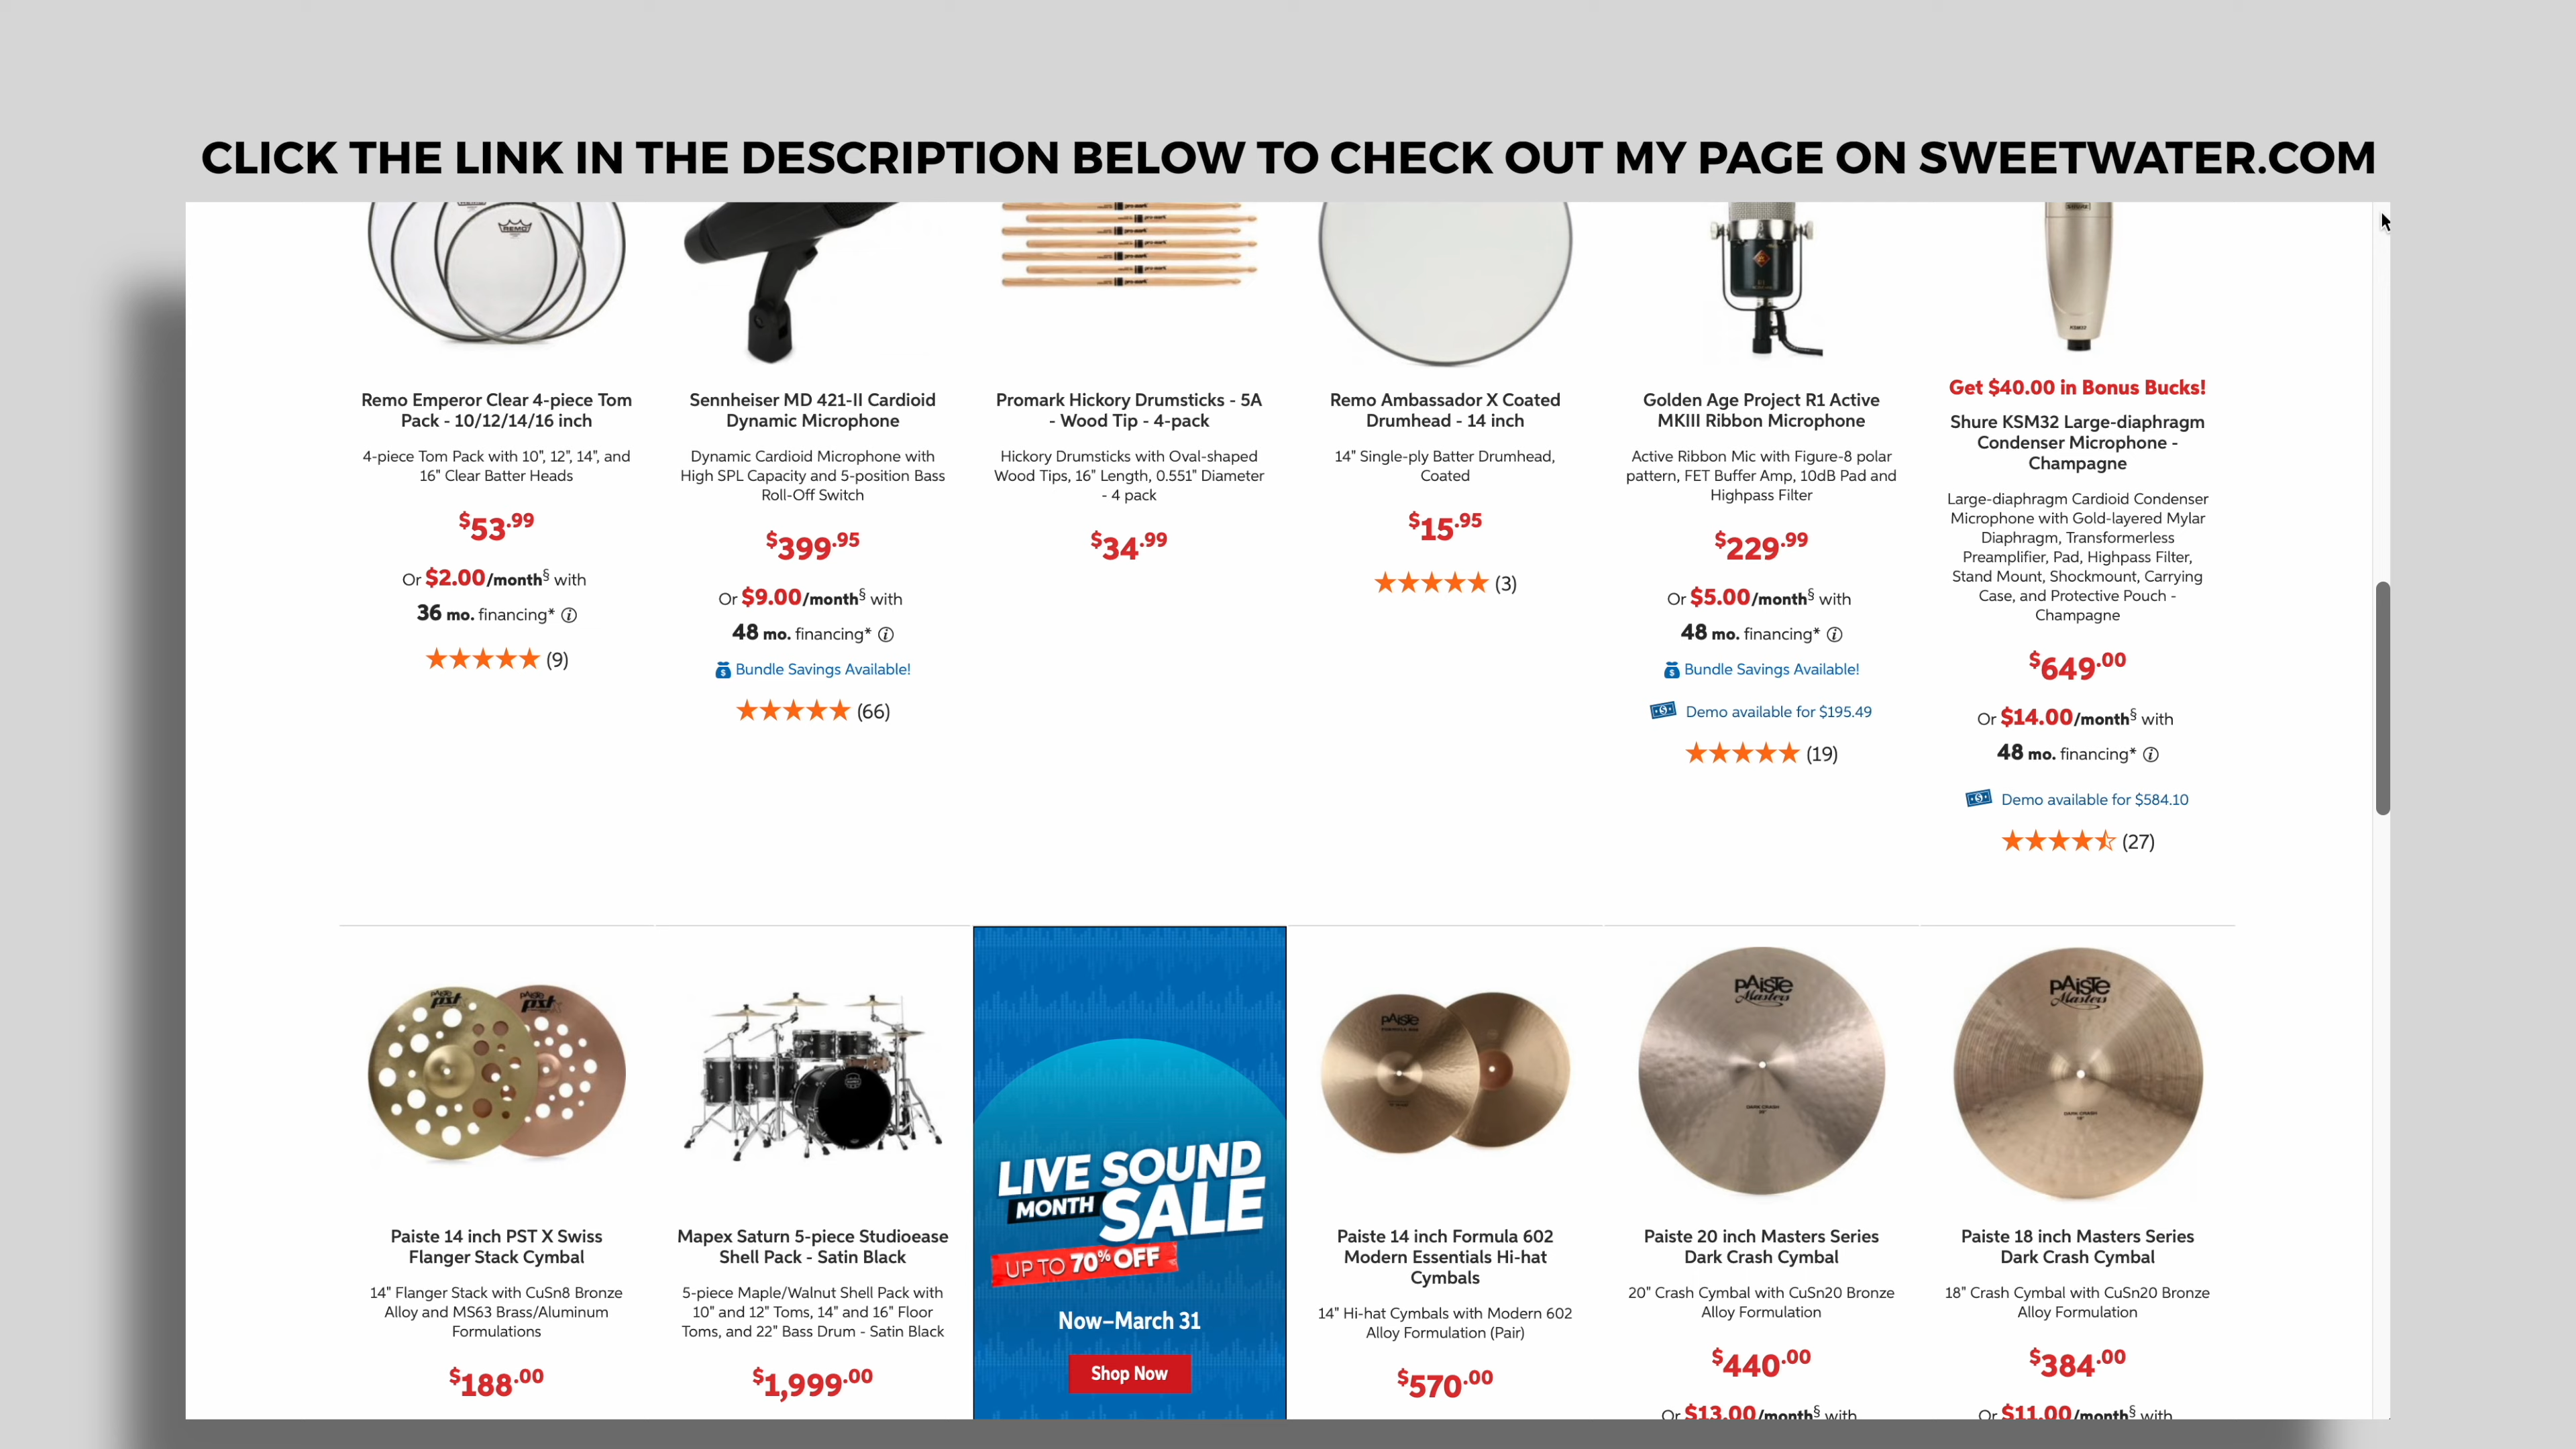 CLICK THE LINK IN THE DESCRIPTION BELOW TO CHECK OUT MY PAGE ON SWEETWATER.COM
REMO
KSM32
Remo Emperor Clear 4-piece Tom
Pack - 10/12/14/16 inch
4-piece Tom Pack with 10", 12", 14", and
16" Clear Batter Heads
$53.99
Or $2.00/month§ with
36 mo. financing*
(9)
Sennheiser MD 421-II Cardioid
Dynamic Microphone
Dynamic Cardioid Microphone with
High SPL Capacity and 5-position Bass
Roll-Off Switch
$399.95
Or $9.00/month§ with
48 mo. financing*
Bundle Savings Available!
(66)
Promark Hickory Drumsticks - 5A
- Wood Tip - 4-pack
Hickory Drumsticks with Oval-shaped
Wood Tips, 16" Length, 0.551" Diameter
- 4 pack
$34.99
Remo Ambassador X Coated
Drumhead - 14 inch
14" Single-ply Batter Drumhead,
Coated
$15.95
(3)
Golden Age Project R1 Active
MKIII Ribbon Microphone
Active Ribbon Mic with Figure-8 polar
pattern, FET Buffer Amp, 10dB Pad and
Highpass Filter
$229.99
Or $5.00/month§ with
48 mo. financing*
Bundle Savings Available!
Demo available for $195.49
(19)
Get $40.00 in Bonus Bucks!
Shure KSM32 Large-diaphragm
Condenser Microphone -
Champagne
Large-diaphragm Cardioid Condenser
Microphone with Gold-layered Mylar
Diaphragm, Transformerless
Preamplifier, Pad, Highpass Filter,
Stand Mount, Shockmount, Carrying
Case, and Protective Pouch -
Champagne
$649.00
Or $14.00/month§ with
48 mo. financing*
Demo available for $584.10
(27)
PAiSTe
pst
PAiSTe
pst
Paiste 14 inch PST X Swiss
Flanger Stack Cymbal
14" Flanger Stack with CuSn8 Bronze
Alloy and MS63 Brass/Aluminum
Formulations
$188.00
Mapex Saturn 5-piece Studioease
Shell Pack - Satin Black
5-piece Maple/Walnut Shell Pack with
10" and 12" Toms, 14" and 16" Floor
Toms, and 22" Bass Drum - Satin Black
$1,999.00
LIVE SOUND
MONTH SALE
UP TO 70% OFF
Now–March 31
Shop Now
PAiSTe
Paiste 14 inch Formula 602
Modern Essentials Hi-hat
Cymbals
14" Hi-hat Cymbals with Modern 602
Alloy Formulation (Pair)
$570.00
PAiSTe
Masters
DARK CRASH
Paiste 20 inch Masters Series
Dark Crash Cymbal
20" Crash Cymbal with CuSn20 Bronze
Alloy Formulation
$440.00
Or $13.00/month§ with
PAiSTe
Masters
DARK CRASH
Paiste 18 inch Masters Series
Dark Crash Cymbal
18" Crash Cymbal with CuSn20 Bronze
Alloy Formulation
$384.00
Or $11.00/month§ with